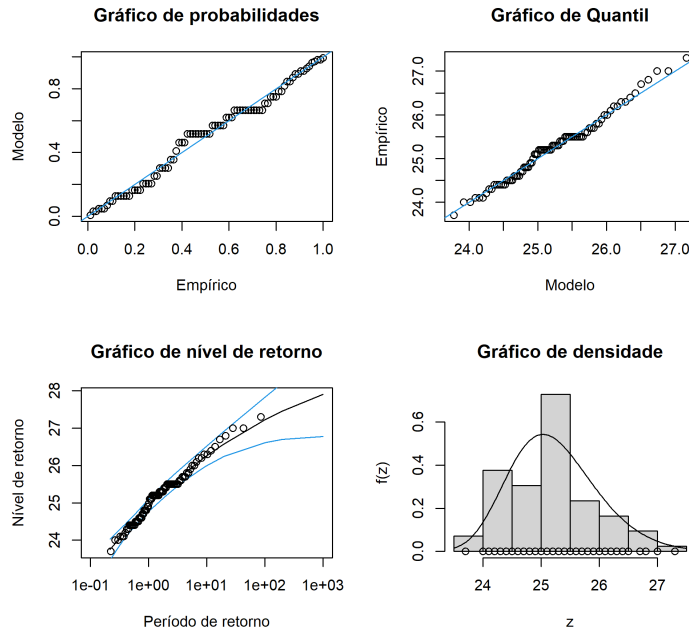 Gráfico de probabilidades
Modelo
0.0 0.4 0.8
0.0 0.2 0.4 0.6 0.8 1.0
Empírico
Gráfico de Quantil
Empírico
24.0 25.0 26.0 27.0
24.0 25.0 26.0 27.0
Modelo
Gráfico de nível de retorno
Nível de retorno
24 25 26 27 28
1e-01 1e+00 1e+01 1e+02 1e+03
Período de retorno
Gráfico de densidade
f(z)
0.0 0.2 0.4 0.6
24 25 26 27
z